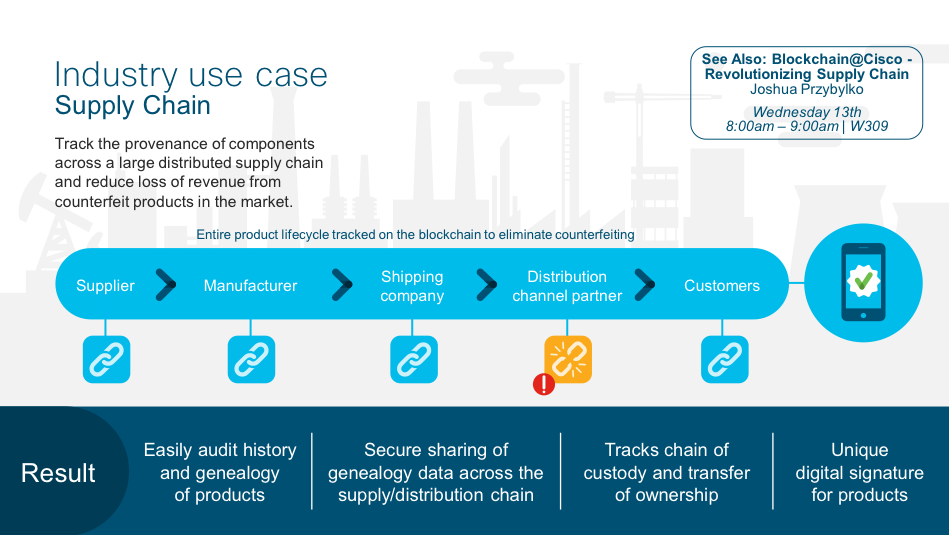 Industry use case
Supply Chain
See Also: Blockchain@Cisco -
Revolutionizing Supply Chain
Joshua Przybylko
Wednesday 13th
8:00am – 9:00am | W309
Track the provenance of components
across a large distributed supply chain
and reduce loss of revenue from
counterfeit products in the market.
Entire product lifecycle tracked on the blockchain to eliminate counterfeiting
Supplier
Manufacturer
Shipping
company
Distribution
channel partner
Customers
!
Result
Easily audit history
and genealogy
of products
Secure sharing of
genealogy data across the
supply/distribution chain
Tracks chain of
custody and transfer
of ownership
Unique
digital signature
for products